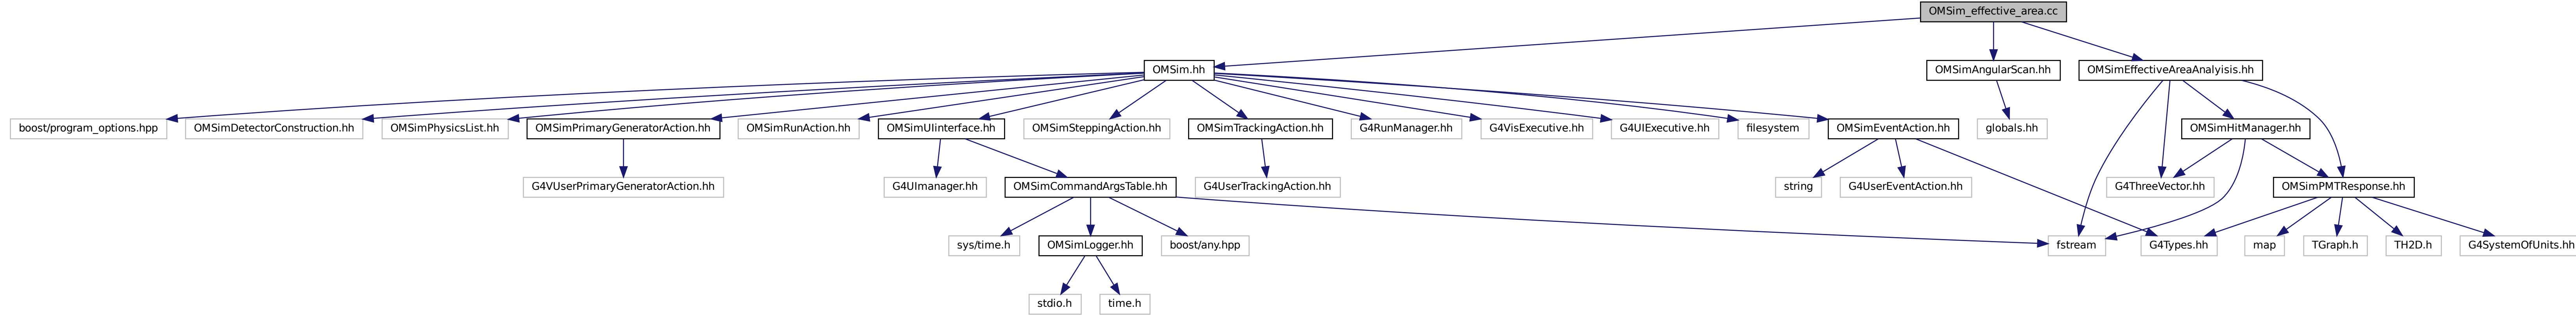 OMSim_effective_area.cc
OMSim.hh
OMSimAngularScan.hh
OMSimEffectiveAreaAnalyisis.hh
boost/program_options.hpp
OMSimDetectorConstruction.hh
OMSimPhysicsList.hh
OMSimPrimaryGeneratorAction.hh
OMSimRunAction.hh
OMSimUIinterface.hh
OMSimSteppingAction.hh
OMSimTrackingAction.hh
G4RunManager.hh
G4VisExecutive.hh
G4UIExecutive.hh
filesystem
OMSimEventAction.hh
globals.hh
OMSimHitManager.hh
G4VUserPrimaryGeneratorAction.hh
G4UImanager.hh
OMSimCommandArgsTable.hh
G4UserTrackingAction.hh
string
G4UserEventAction.hh
G4ThreeVector.hh
OMSimPMTResponse.hh
sys/time.h
OMSimLogger.hh
boost/any.hpp
fstream
G4Types.hh
map
TGraph.h
TH2D.h
G4SystemOfUnits.hh
stdio.h
time.h